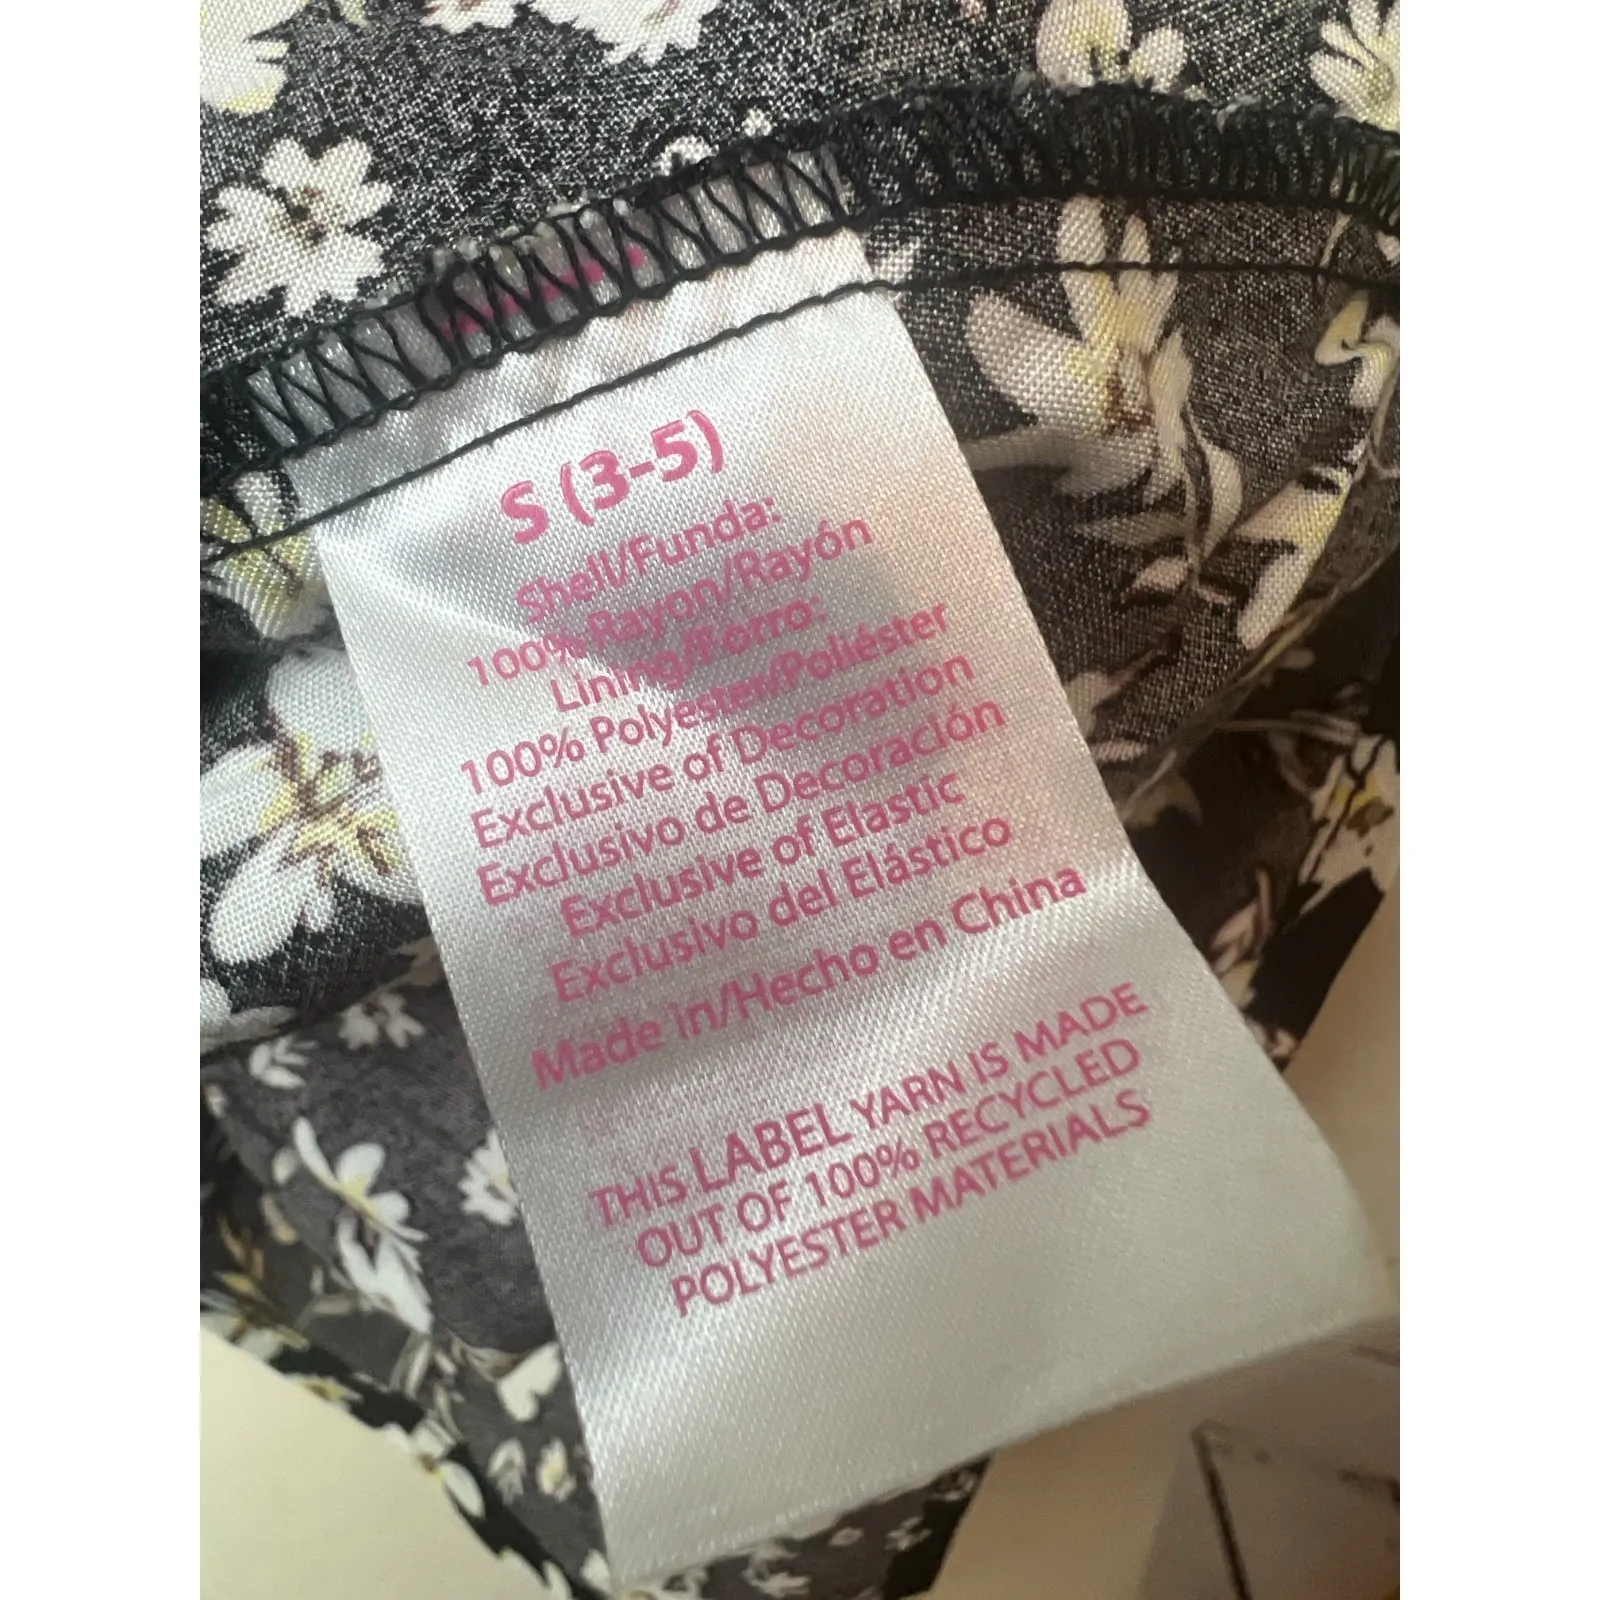 S (3-5)
Shell/Funda:
100% Rayon/Rayón
Lining/Forro:
100% Polyester/Poliéster
Exclusive of Decoration
Exclusivo de Decoración
Exclusive of Elastic
Exclusivo del Elástico
Made in/Hecho en China
THIS LABEL YARN IS MADE
OUT OF 100% RECYCLED
POLYESTER MATERIALS